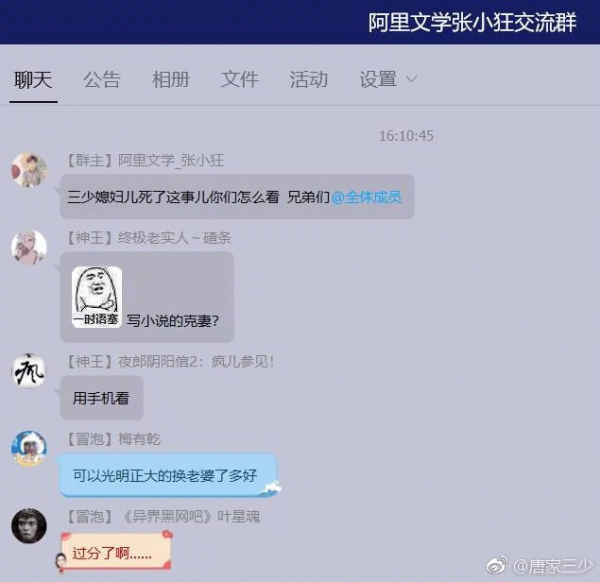 阿里文学张小狂交流群
聊天 公告 相册 文件 活动 设置
16:10:45
【群主】阿里文学_张小狂
三少媳妇儿死了这事儿你们怎么看 兄弟们@全体成员
【神王】终极老实人～碴条
一时语塞
写小说的克妻？
【神王】夜郎阴阳倌2：疯儿参见！
疯
用手机看
【冒泡】梅有乾
可以光明正大的换老婆了多好
【冒泡】《异界黑网吧》叶星魂
过分了啊......
@唐家三少